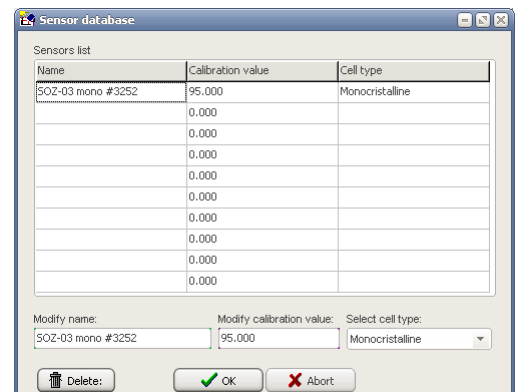 Sensor database
Sensors list
Name Calibration value Cell type
SOZ-03 mono #3252 95.000 Monocristalline
0.000
0.000
0.000
0.000
0.000
0.000
0.000
0.000
0.000
Modify name: Modify calibration value: Select cell type:
SOZ-03 mono #3252 95.000 Monocristalline
Delete: OK Abort